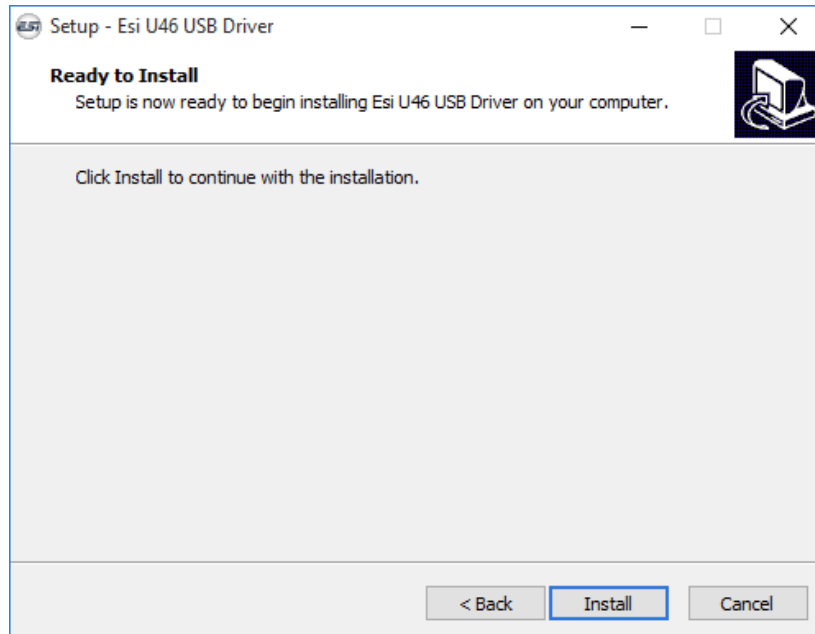 ESI Setup - Esi U46 USB Driver
Ready to Install
Setup is now ready to begin installing Esi U46 USB Driver on your computer.
Click Install to continue with the installation.
< Back Install Cancel